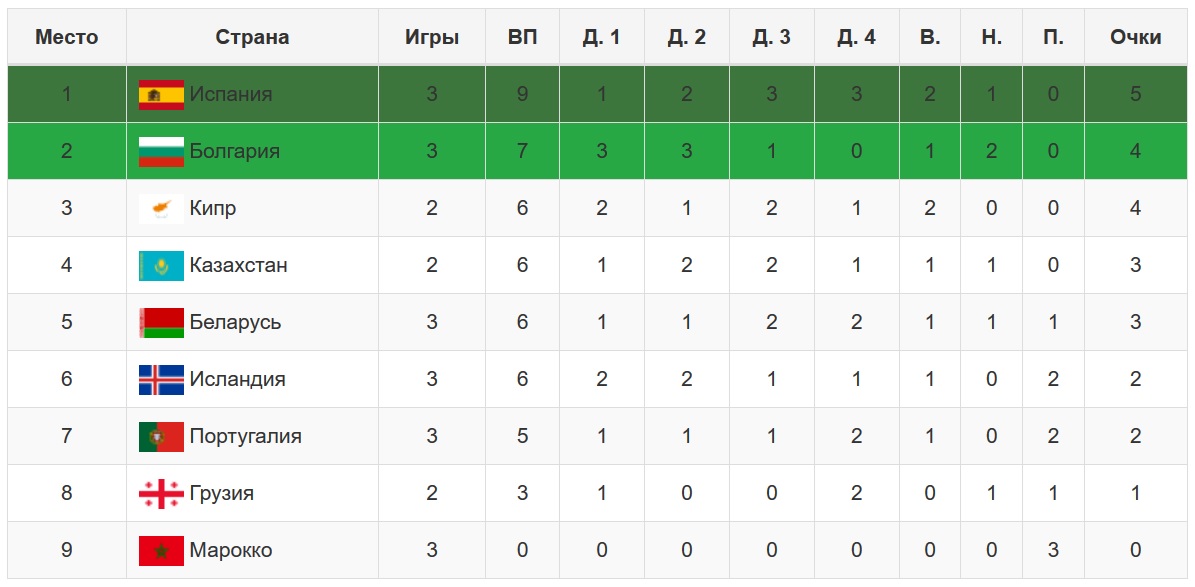 Место Страна Игры ВП Д. 1 Д. 2 Д. 3 Д. 4 В. Н. П. Очки
1 Испания 3 9 1 2 3 3 2 1 0 5
2 Болгария 3 7 3 3 1 0 1 2 0 4
3 Кипр 2 6 2 1 2 1 2 0 0 4
4 Казахстан 2 6 1 2 2 1 1 1 0 3
5 Беларусь 3 6 1 1 2 2 1 1 1 3
6 Исландия 3 6 2 2 1 1 1 0 2 2
7 Португалия 3 5 1 1 1 2 1 0 2 2
8 Грузия 2 3 1 0 0 2 0 1 1 1
9 Марокко 3 0 0 0 0 0 0 0 3 0